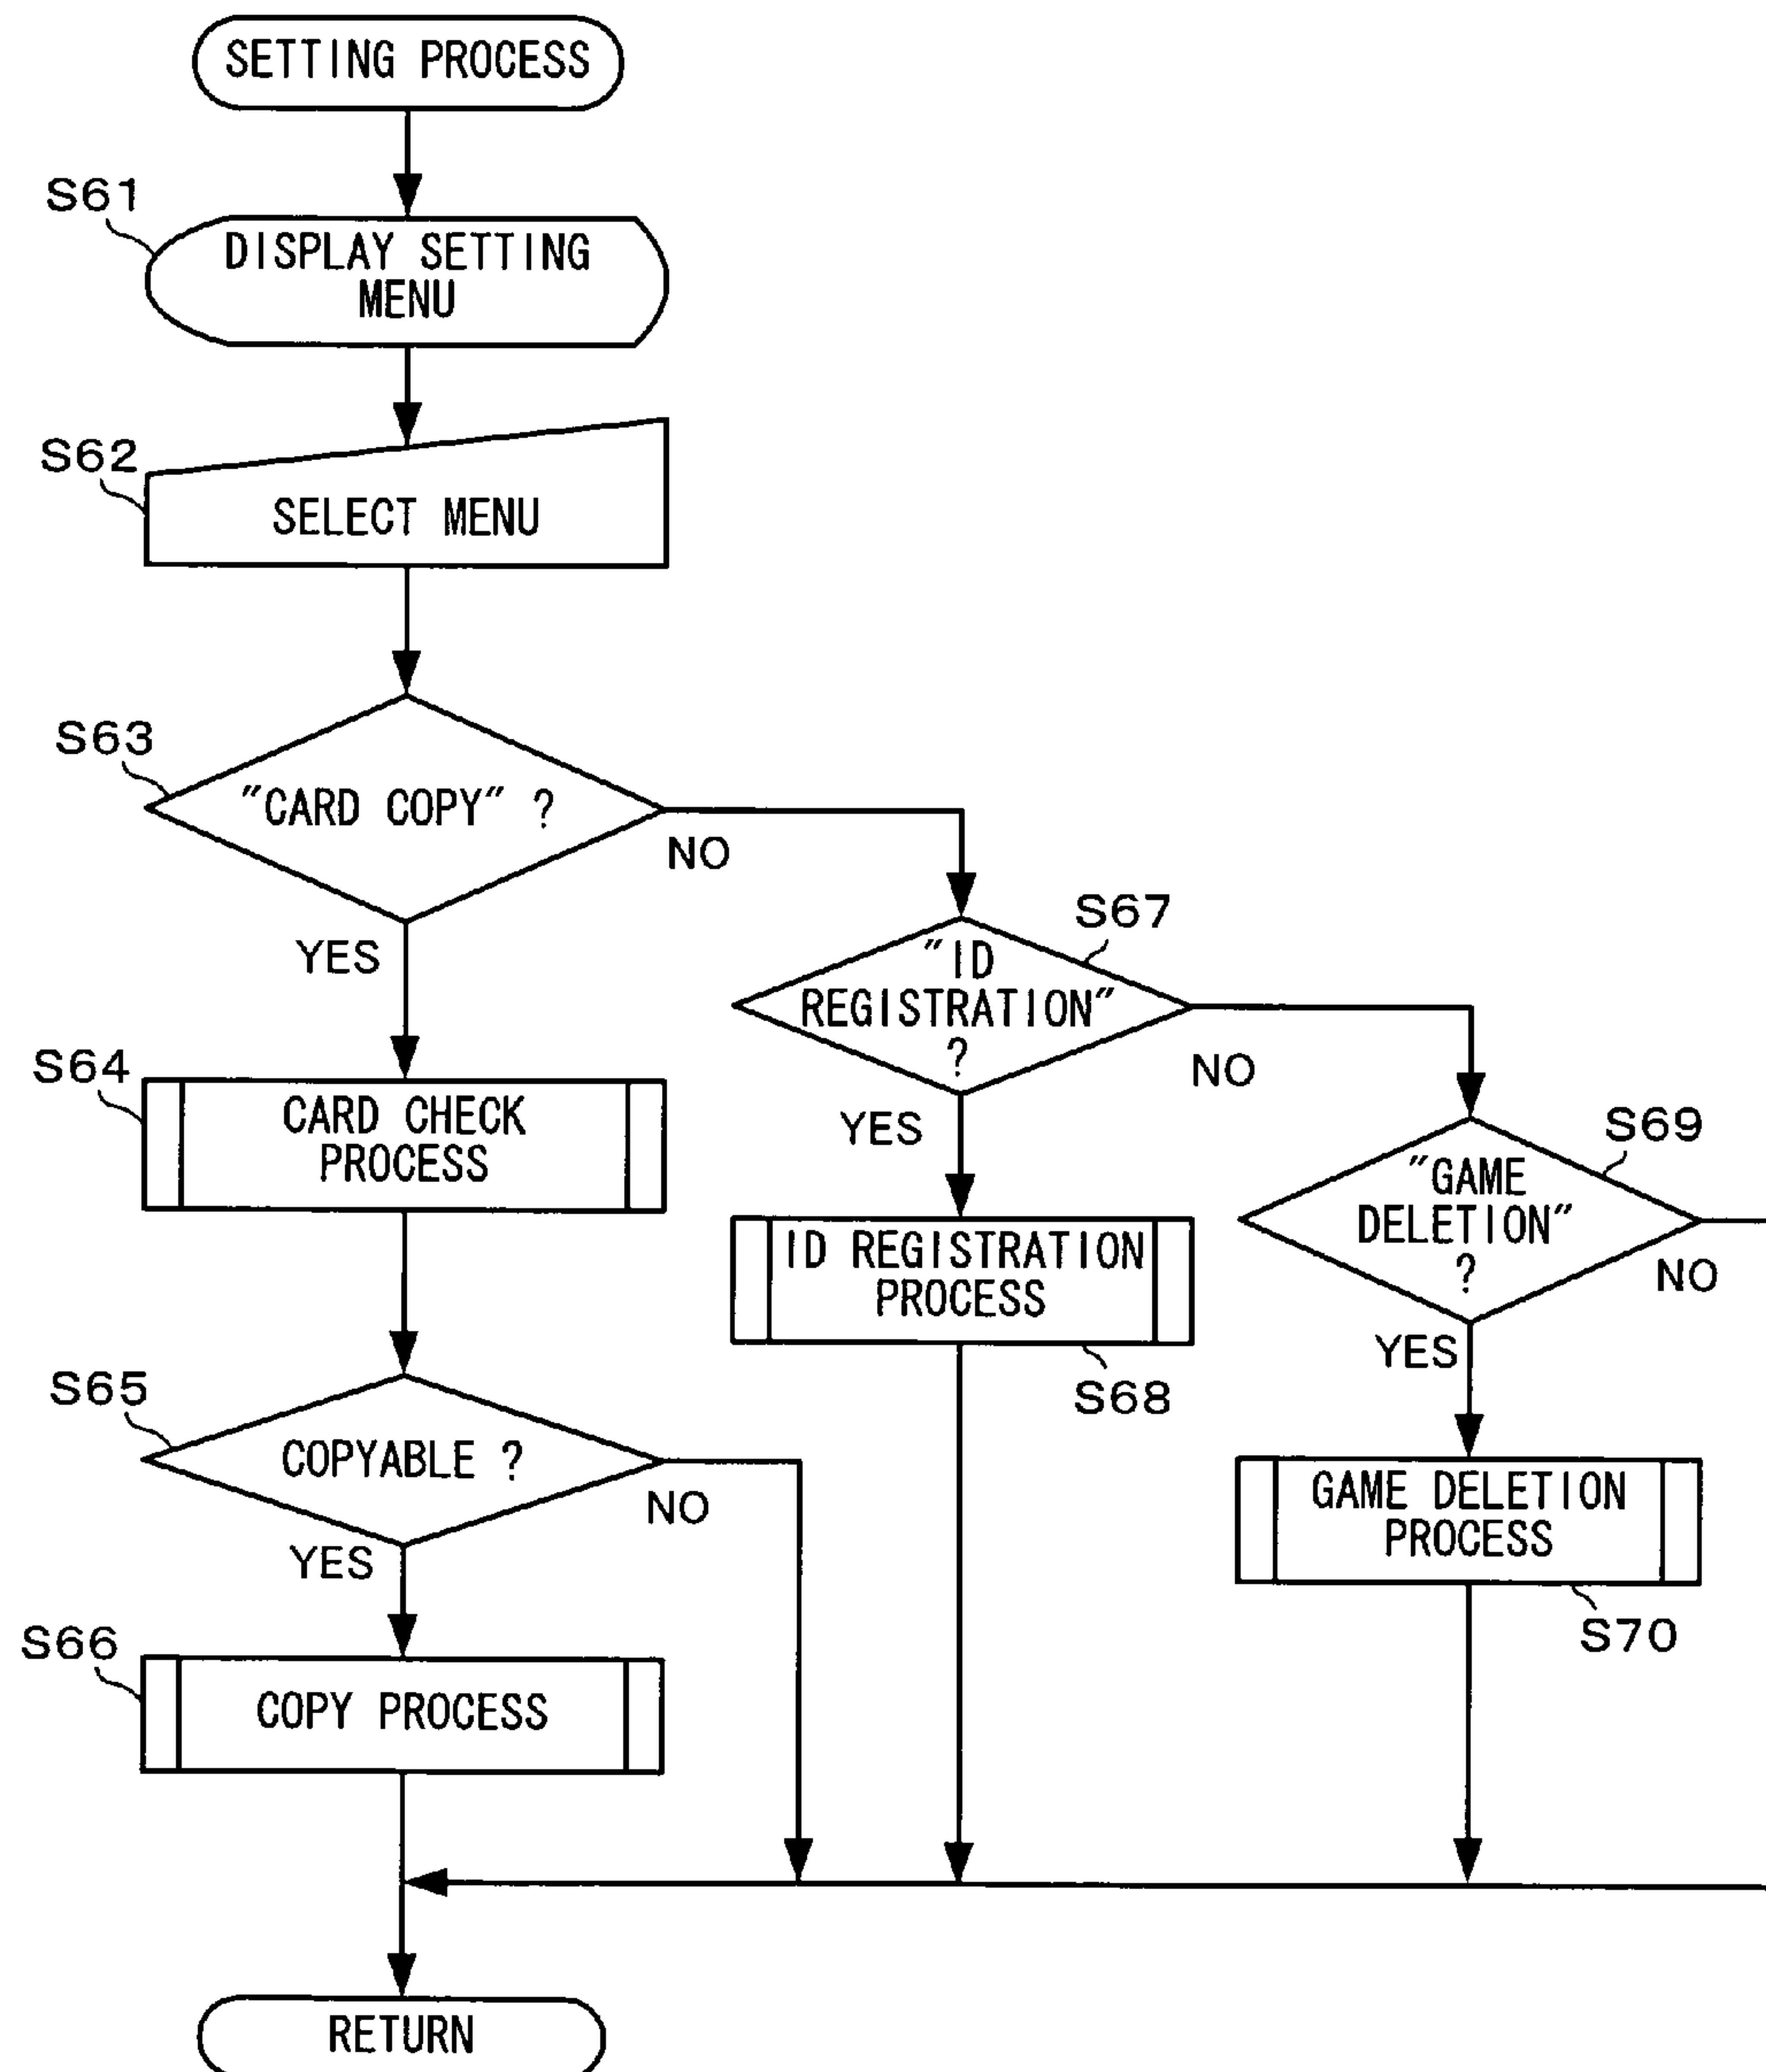 SETTING PROCESS
S61
DISPLAY SETTING
MENU
S62
SELECT MENU
S63
"CARD COPY" ?
NO
YES
S67
"ID
REGISTRATION"
?
NO
YES
S64
CARD CHECK
PROCESS
S69
"GAME
DELETION"
?
NO
YES
ID REGISTRATION
PROCESS
S68
S65
COPYABLE ?
NO
YES
GAME DELETION
PROCESS
S70
S66
COPY PROCESS
RETURN